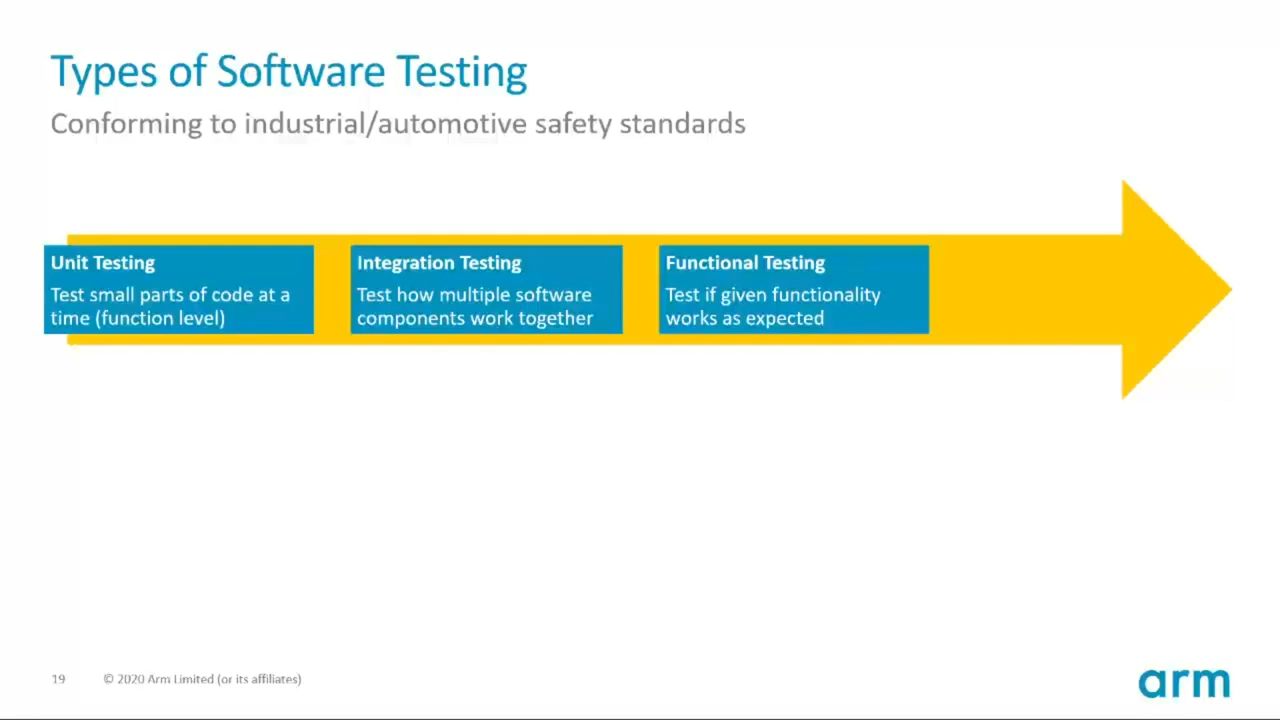 Types of Software Testing
Conforming to industrial/automotive safety standards
Unit Testing
Test small parts of code at a
time (function level)
Integration Testing
Test how multiple software
components work together
Functional Testing
Test if given functionality
works as expected
19
© 2020 Arm Limited (or its affiliates)
arm